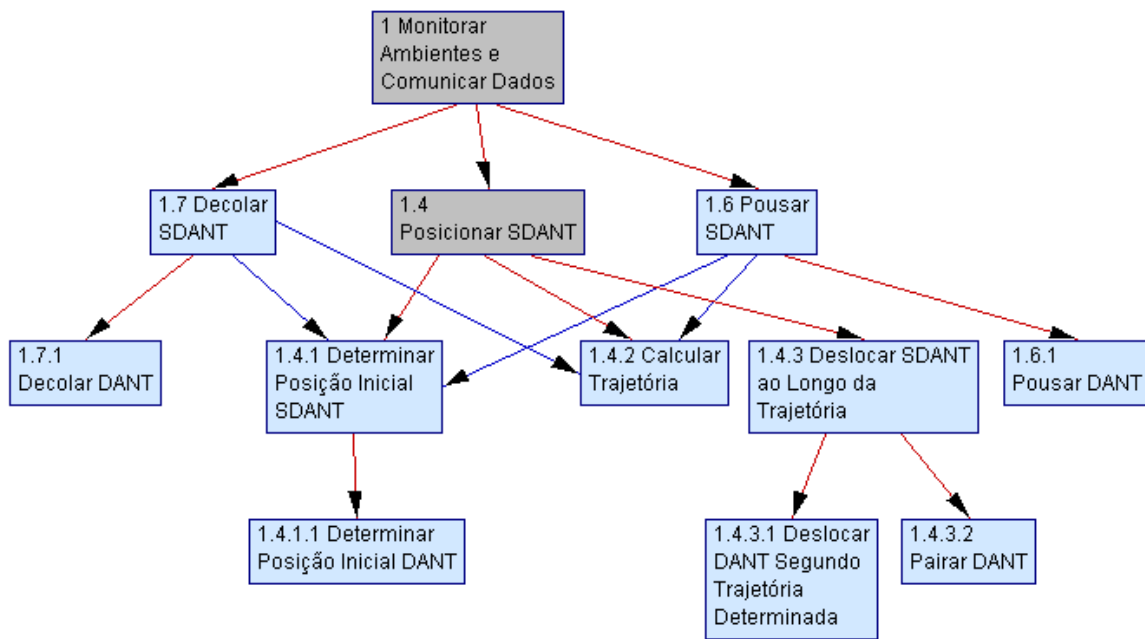 1 Monitorar
Ambientes e
Comunicar Dados
1.7 Decolar
SDANT
1.4
Posicionar SDANT
1.6 Pousar
SDANT
1.7.1
Decolar DANT
1.4.1 Determinar
Posição Inicial
SDANT
1.4.2 Calcular
Trajetória
1.4.3 Deslocar SDANT
ao Longo da
Trajetória
1.6.1
Pousar DANT
1.4.1.1 Determinar
Posição Inicial DANT
1.4.3.1 Deslocar
DANT Segundo
Trajetória
Determinada
1.4.3.2
Pairar DANT